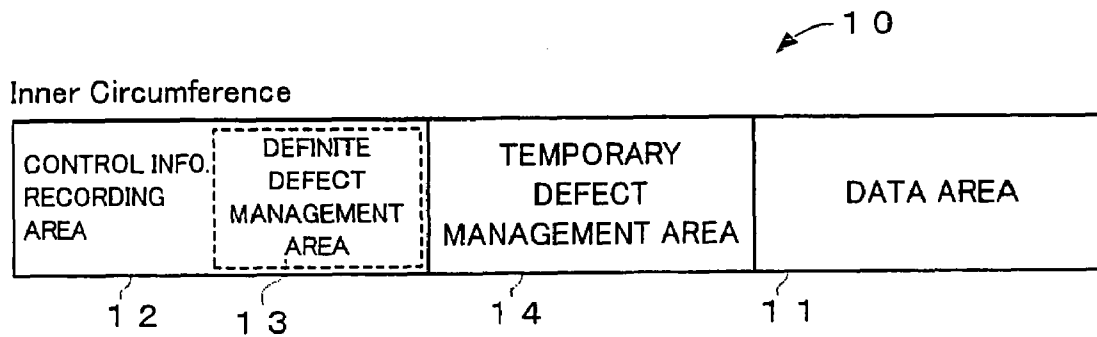 10
Inner Circumference
CONTROL INFO.
RECORDING
AREA
DEFINITE
DEFECT
MANAGEMENT
AREA
TEMPORARY
DEFECT
MANAGEMENT AREA
DATA AREA
12
13
14
11